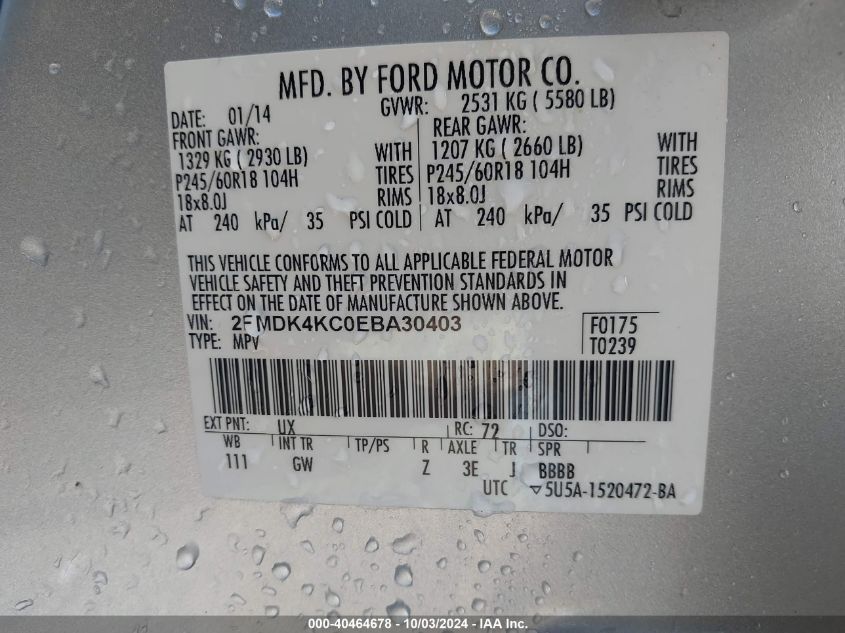 MFD. BY FORD MOTOR CO.
DATE: 01/14 GVWR: 2531 KG ( 5580 LB)
FRONT GAWR: REAR GAWR:
1329 KG ( 2930 LB) WITH 1207 KG ( 2660 LB) WITH
P245/60R18 104H TIRES P245/60R18 104H TIRES
18x8.0J RIMS 18x8.0J RIMS
AT 240 kPa/ 35 PSI COLD AT 240 kPa/ 35 PSI COLD
THIS VEHICLE CONFORMS TO ALL APPLICABLE FEDERAL MOTOR
VEHICLE SAFETY AND THEFT PREVENTION STANDARDS IN
EFFECT ON THE DATE OF MANUFACTURE SHOWN ABOVE.
VIN: 2FMDK4KC0EBA30403 F0175
TYPE: MPV T0239
EXT PNT: UX RC: 72 DSO:
WB INT TR TP/PS R AXLE TR SPR
111 GW Z 3E J BBBB
UTC ▽5U5A-1520472-BA
000-40464678 - 10/03/2024 - IAA Inc.